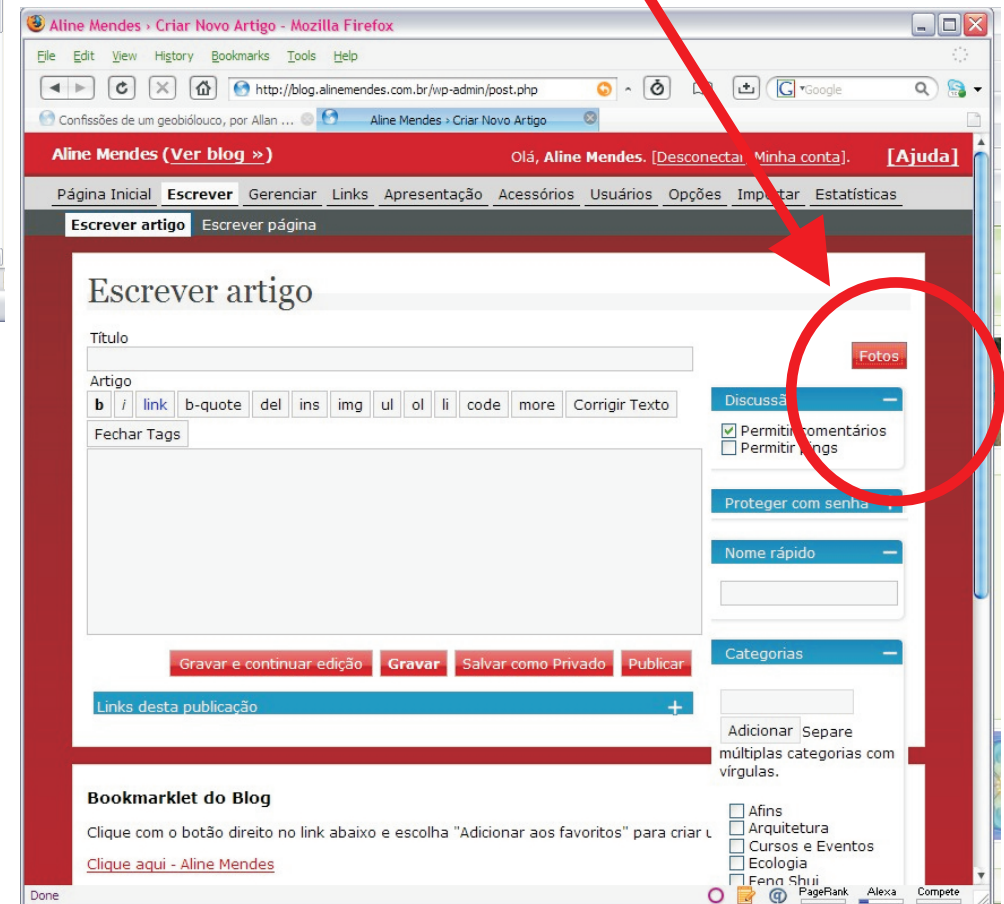 Aline Mendes › Criar Novo Artigo - Mozilla Firefox
File Edit View History Bookmarks Tools Help
http://blog.alinemendes.com.br/wp-admin/post.php
Google
Confissões de um geobiólouco, por Allan ...
Aline Mendes › Criar Novo Artigo
Aline Mendes (Ver blog »)
Olá, Aline Mendes. [Desconectar, Minha conta]. [Ajuda]
Página Inicial Escrever Gerenciar Links Apresentação Acessórios Usuários Opções Importar Estatísticas
Escrever artigo Escrever página
Escrever artigo
Título
Fotos
Artigo
b i link b-quote del ins img ul ol li code more Corrigir Texto
Fechar Tags
Discussão
Permitir comentários
Permitir pings
Proteger com senha
Nome rápido
Gravar e continuar edição Gravar Salvar como Privado Publicar
Links desta publicação
Categorias
Adicionar Separe
múltiplas categorias com
vírgulas.
Afins
Arquitetura
Cursos e Eventos
Ecologia
Feng Shui
Bookmarklet do Blog
Clique com o botão direito no link abaixo e escolha "Adicionar aos favoritos" para criar
Clique aqui - Aline Mendes
Done
PageRank Alexa Compete